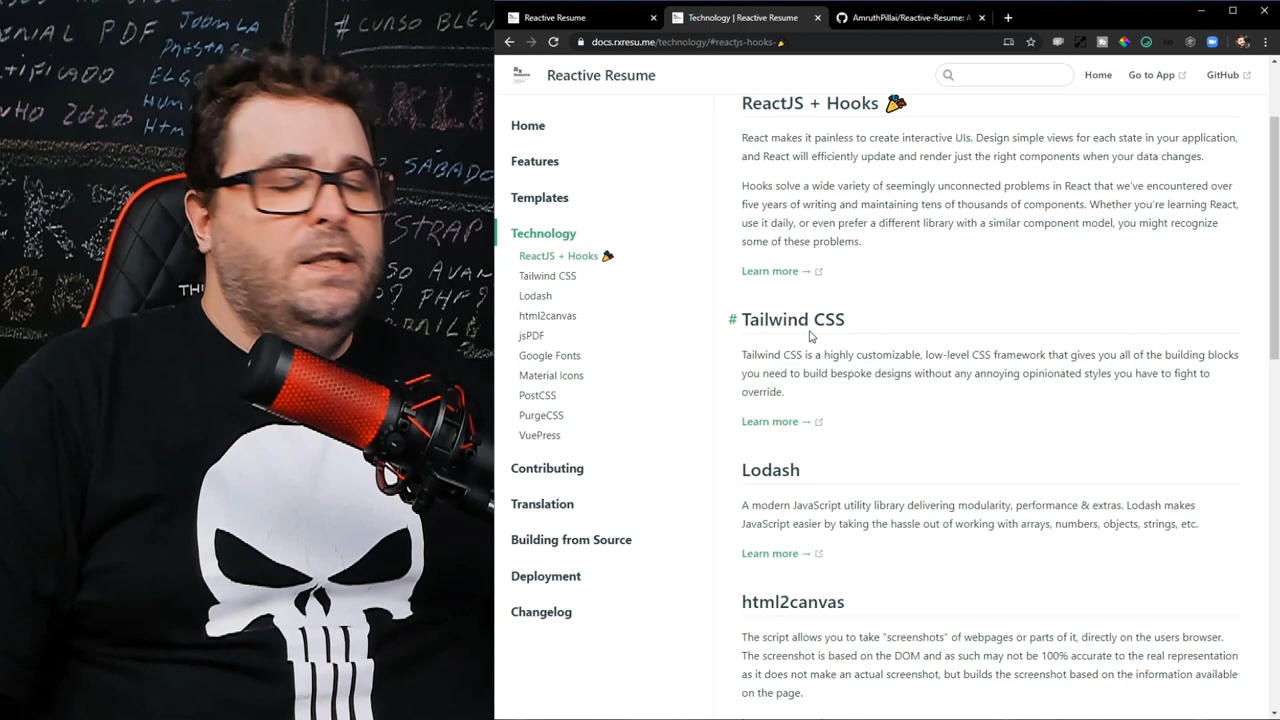 Joomla
# CURSO BLEN
PDF
SÁBADO
STRAP
SO AVAN
PHP
TH
Reactive Resume
Technology | Reactive Resume
AmruthPillai/Reactive-Resume: A
docs.rxresu.me/technology/#reactjs-hooks-🎉
Reactive Resume
Home
Go to App
GitHub
Home
Features
Templates
Technology
ReactJS + Hooks 🎉
Tailwind CSS
Lodash
html2canvas
jsPDF
Google Fonts
Material Icons
PostCSS
PurgeCSS
VuePress
Contributing
Translation
Building from Source
Deployment
Changelog
ReactJS + Hooks 🎉
React makes it painless to create interactive UIs. Design simple views for each state in your application,
and React will efficiently update and render just the right components when your data changes.
Hooks solve a wide variety of seemingly unconnected problems in React that we've encountered over
five years of writing and maintaining tens of thousands of components. Whether you're learning React,
use it daily, or even prefer a different library with a similar component model, you might recognize
some of these problems.
Learn more →
# Tailwind CSS
Tailwind CSS is a highly customizable, low-level CSS framework that gives you all of the building blocks
you need to build bespoke designs without any annoying opinionated styles you have to fight to
override.
Learn more →
Lodash
A modern JavaScript utility library delivering modularity, performance & extras. Lodash makes
JavaScript easier by taking the hassle out of working with arrays, numbers, objects, strings, etc.
Learn more →
html2canvas
The script allows you to take "screenshots" of webpages or parts of it, directly on the users browser.
The screenshot is based on the DOM and as such may not be 100% accurate to the real representation
as it does not make an actual screenshot, but builds the screenshot based on the information available
on the page.